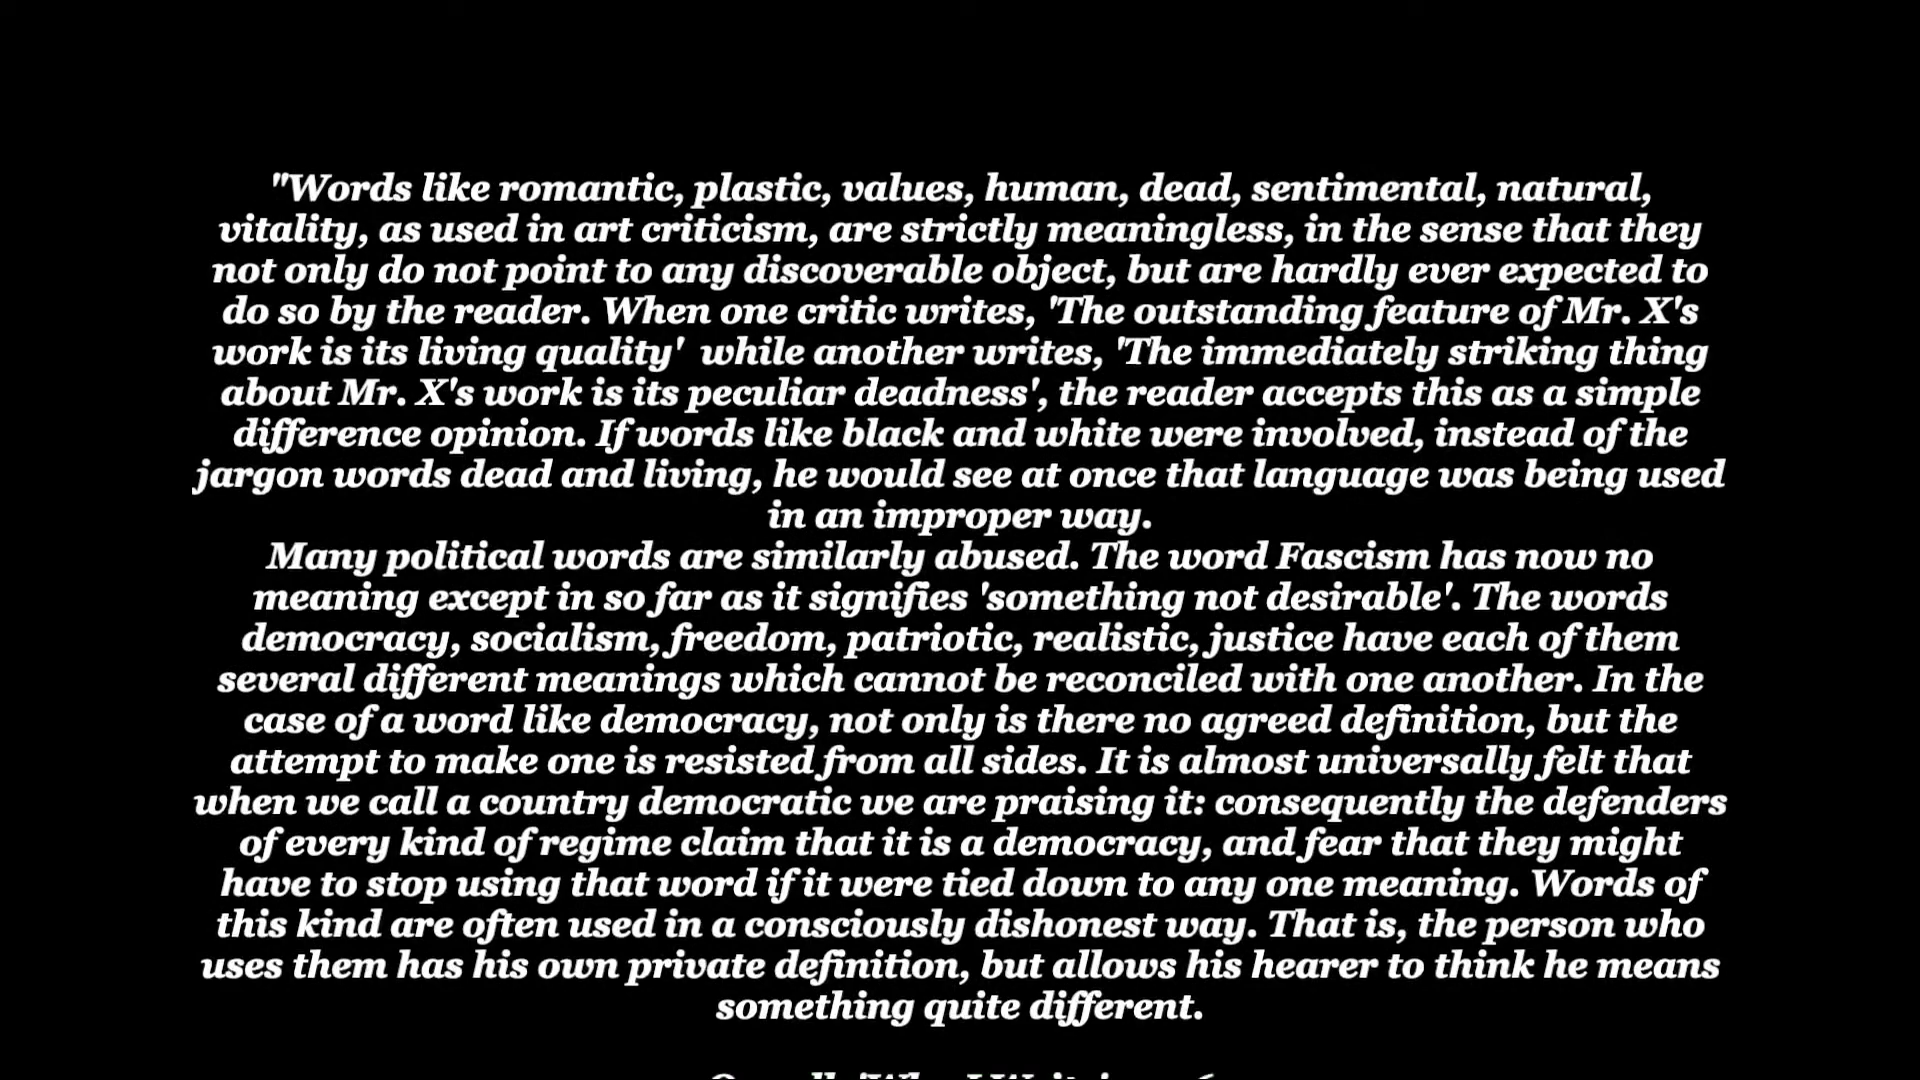 "Words like romantic, plastic, values, human, dead, sentimental, natural,
vitality, as used in art criticism, are strictly meaningless, in the sense that they
not only do not point to any discoverable object, but are hardly ever expected to
do so by the reader. When one critic writes, 'The outstanding feature of Mr. X's
work is its living quality'  while another writes, 'The immediately striking thing
about Mr. X's work is its peculiar deadness', the reader accepts this as a simple
difference opinion. If words like black and white were involved, instead of the
jargon words dead and living, he would see at once that language was being used
in an improper way.
Many political words are similarly abused. The word Fascism has now no
meaning except in so far as it signifies 'something not desirable'. The words
democracy, socialism, freedom, patriotic, realistic, justice have each of them
several different meanings which cannot be reconciled with one another. In the
case of a word like democracy, not only is there no agreed definition, but the
attempt to make one is resisted from all sides. It is almost universally felt that
when we call a country democratic we are praising it: consequently the defenders
of every kind of regime claim that it is a democracy, and fear that they might
have to stop using that word if it were tied down to any one meaning. Words of
this kind are often used in a consciously dishonest way. That is, the person who
uses them has his own private definition, but allows his hearer to think he means
something quite different.